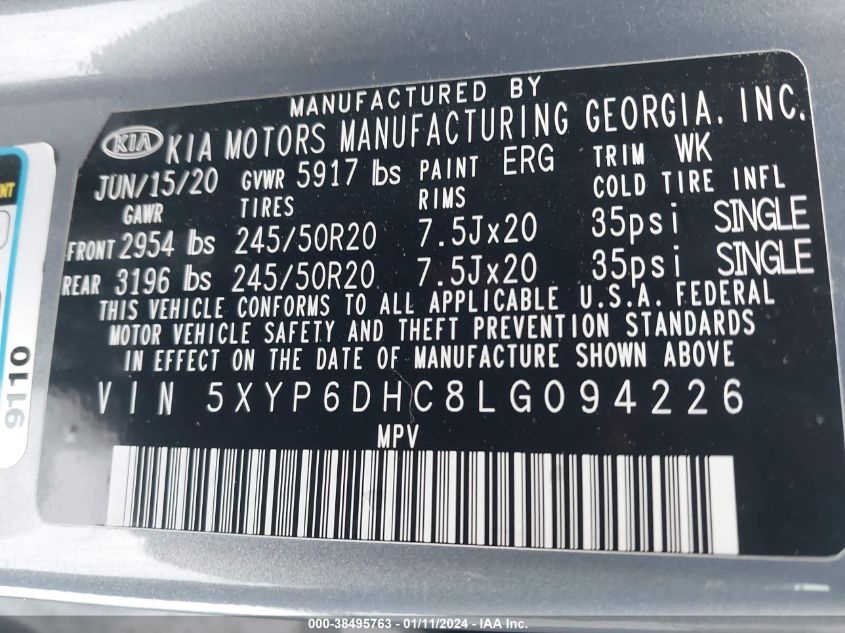 MANUFACTURED BY
KIA KIA MOTORS MANUFACTURING GEORGIA, INC.
JUN/15/20 GVWR 5917 lbs PAINT ERG TRIM WK
GAWR TIRES RIMS COLD TIRE INFL
FRONT 2954 lbs 245/50R20 7.5Jx20 35psi SINGLE
REAR 3196 lbs 245/50R20 7.5Jx20 35psi SINGLE
THIS VEHICLE CONFORMS TO ALL APPLICABLE U.S.A. FEDERAL
MOTOR VEHICLE SAFETY AND THEFT PREVENTION STANDARDS
IN EFFECT ON THE DATE OF MANUFACTURE SHOWN ABOVE
VIN 5XYP6DHC8LG094226
MPV
9110
© 38495763 - 01/11/2024 - IAA Inc.